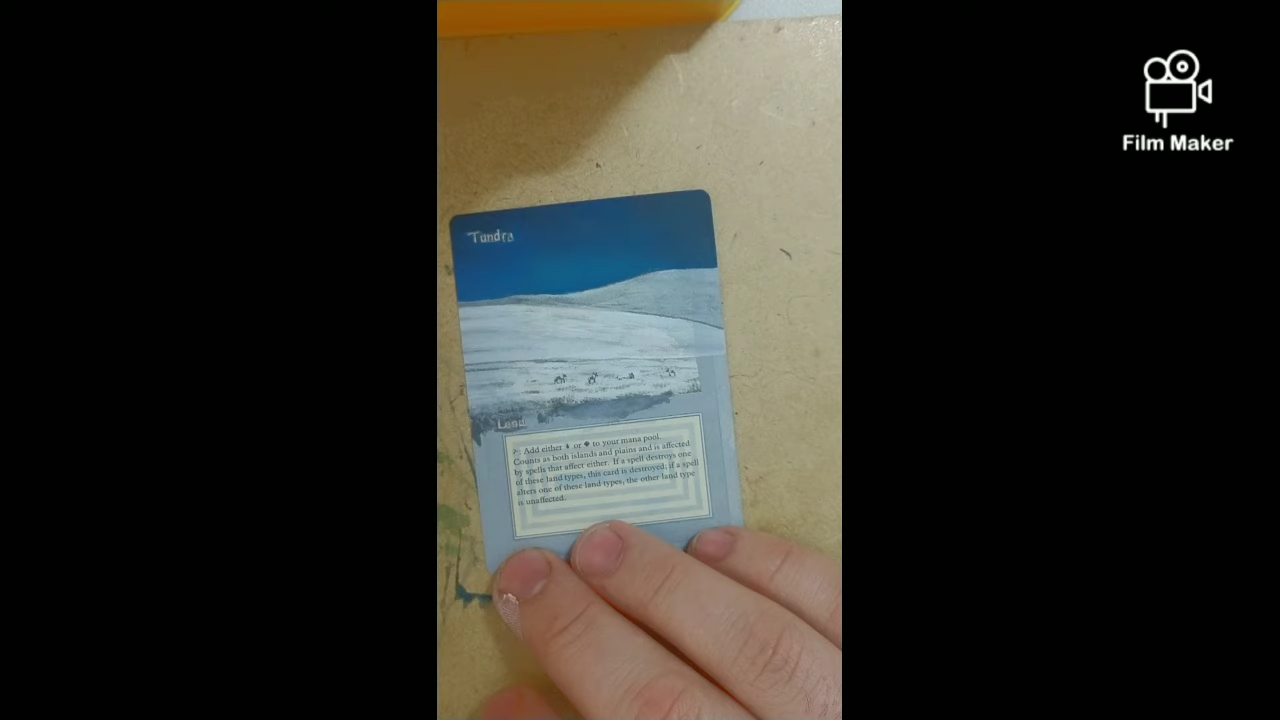 Film Maker
Tundra
Land
: Add either or to your mana pool.
Counts as both islands and plains and is affected
by spells that affect either. If a spell destroys one
of these land types, this card is destroyed; if a spell
alters one of these land types, the other land type
is unaffected.